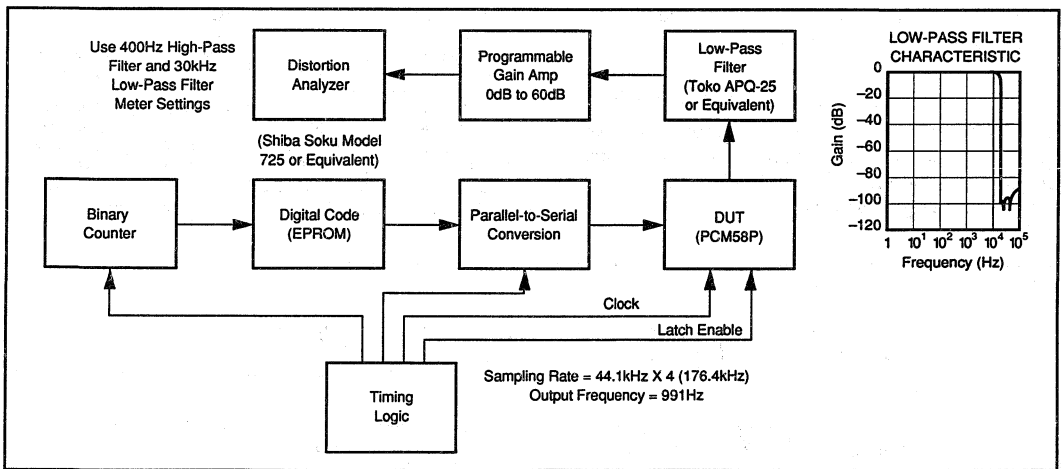 Use 400Hz High-Pass
Filter and 30kHz
Low-Pass Filter
Meter Settings
Distortion
Analyzer
(Shiba Soku Model
725 or Equivalent)
Programmable
Gain Amp
0dB to 60dB
Low-Pass
Filter
(Toko APQ-25
or Equivalent)
LOW-PASS FILTER
CHARACTERISTIC
Gain (dB)
0
–20
–40
–60
–80
–100
–120
1 10¹ 10² 10³ 10⁴ 10⁵
Frequency (Hz)
Binary
Counter
Digital Code
(EPROM)
Parallel-to-Serial
Conversion
DUT
(PCM58P)
Clock
Latch Enable
Timing
Logic
Sampling Rate = 44.1kHz X 4 (176.4kHz)
Output Frequency = 991Hz